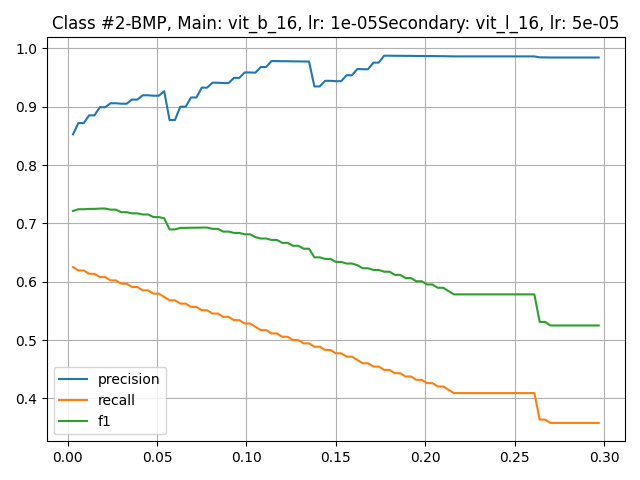 Class #2-BMP, Main: vit_b_16, lr: 1e-05Secondary: vit_l_16, lr: 5e-05
1.0
0.9
0.8
0.7
0.6
0.5
0.4
precision
recall
f1
0.00 0.05 0.10 0.15 0.20 0.25 0.30